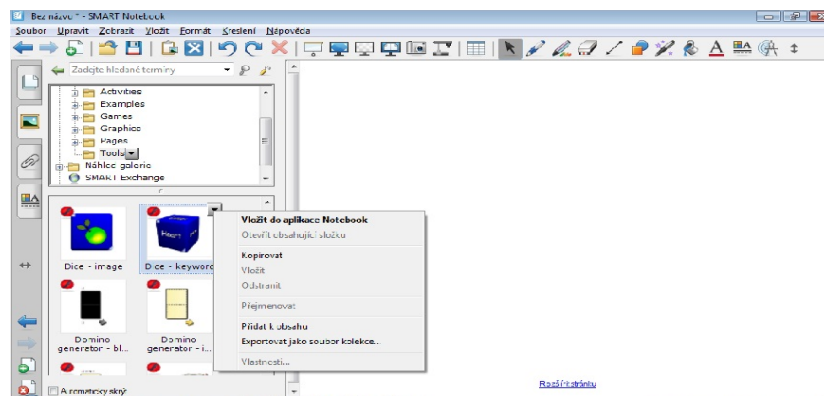 Bez názvu * - SMART Notebook
Soubor Upravit Zobrazit Vložit Formát Kreslení Nápověda
Zadejte hledané termíny
Activities
Examples
Games
Graphics
Pages
Tools
Náhled galerie
SMART Exchange
Dice - image
Dice - keyword
Domino generator - bl...
Domino generator - i...
Vložit do aplikace Notebook
Otevřít obsahující složku
Kopírovat
Vložit
Odstranit
Přejmenovat
Přidat k obsahu
Exportovat jako soubor kolekce...
Vlastnosti...
Automaticky skrýt
Rozšířit stránku